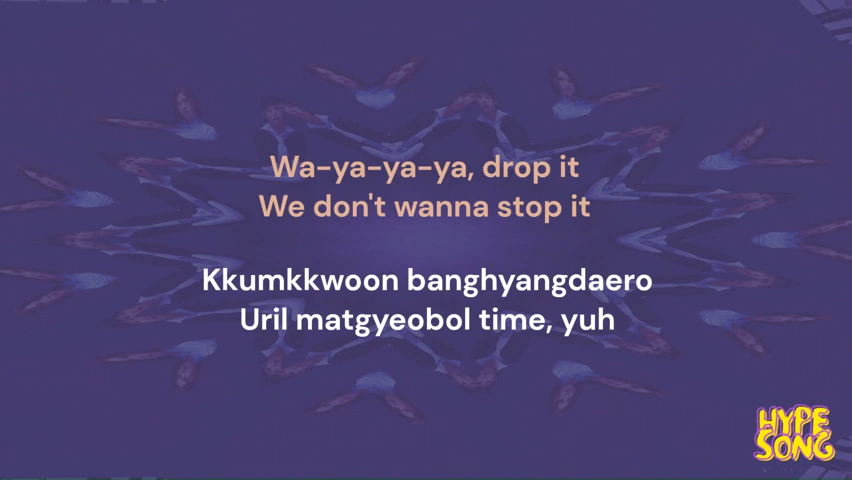 Wa-ya-ya-ya, drop it
We don't wanna stop it
Kkumkkwoon banghyangdaero
Uril matgyeobol time, yuh
HYPE
SONG